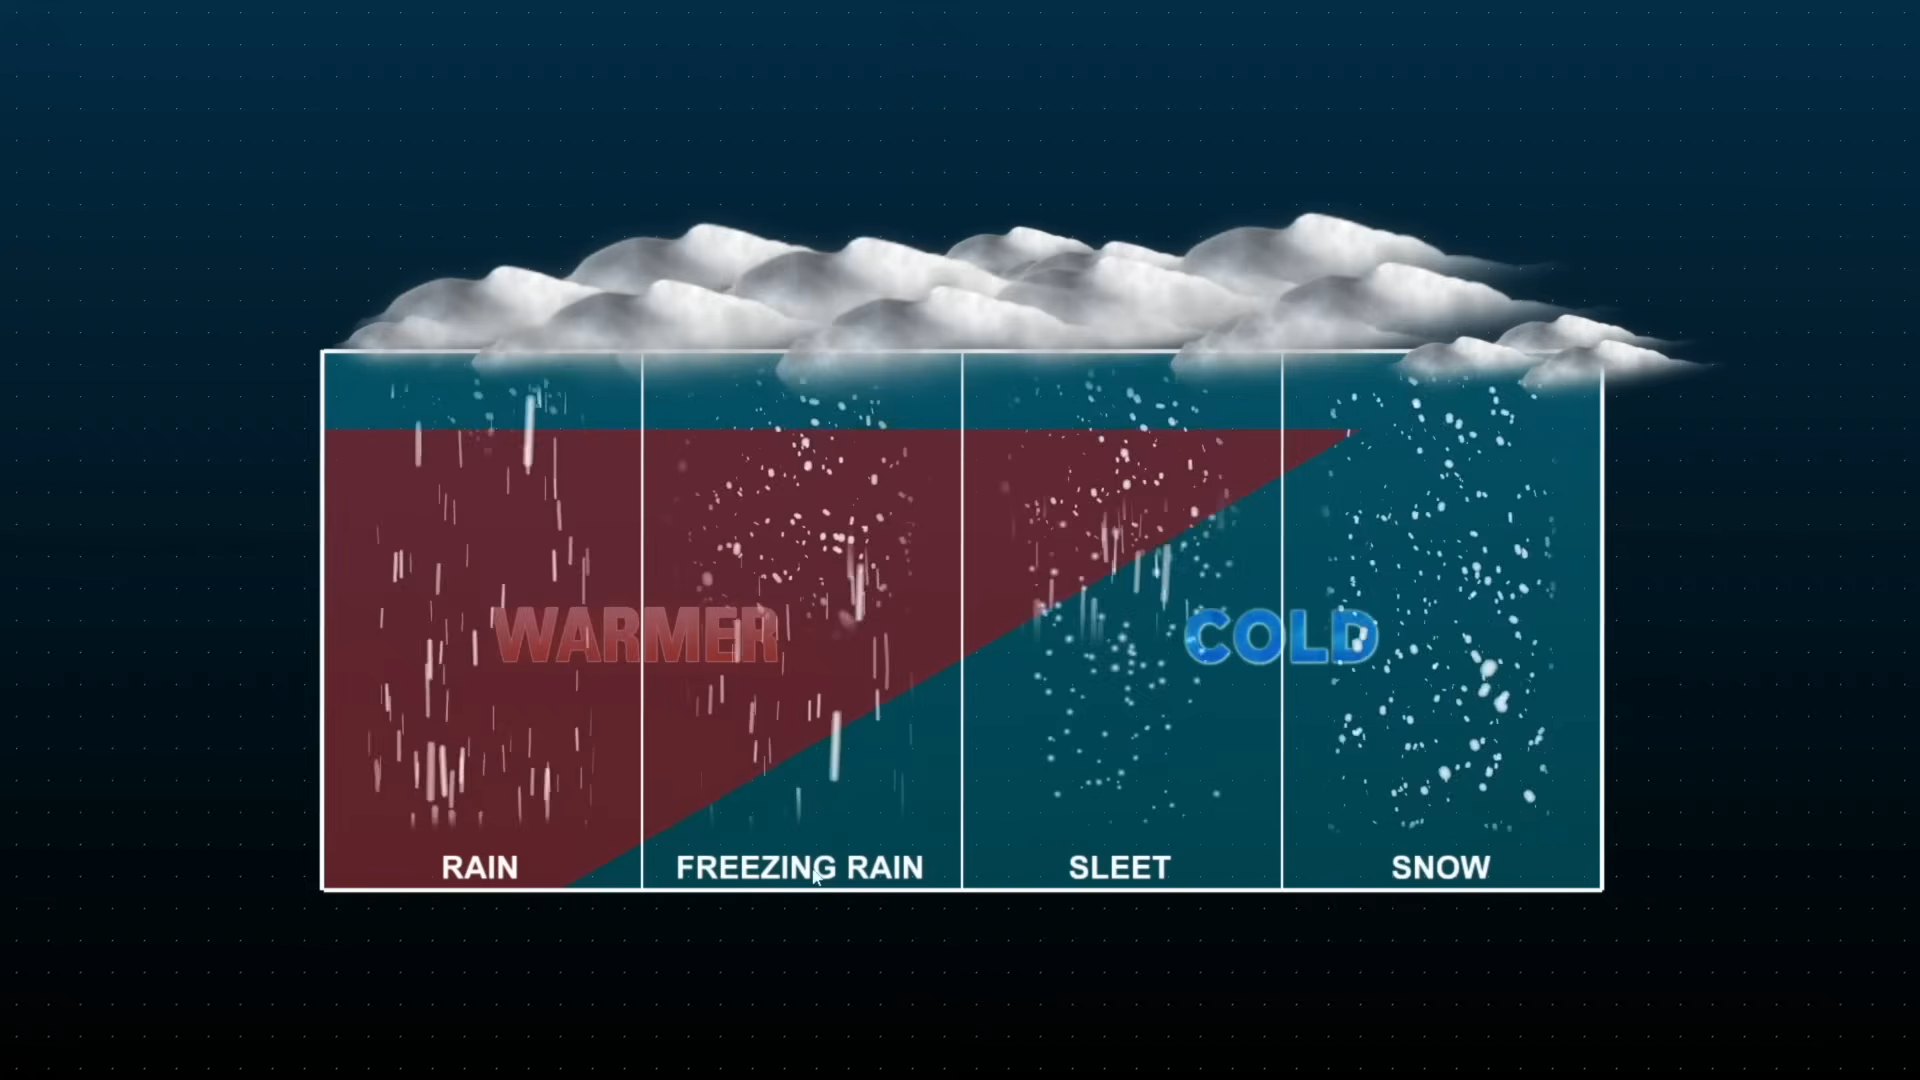 WARMER
COLD
RAIN
FREEZING RAIN
SLEET
SNOW